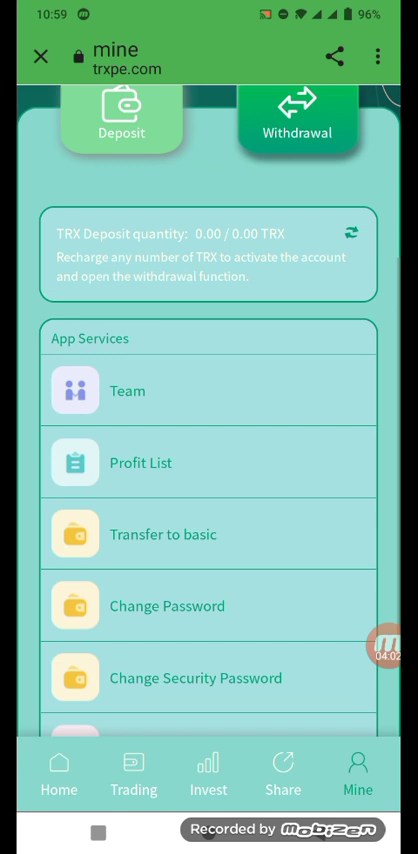 10:59
96%
mine
trxpe.com
Deposit
Withdrawal
TRX Deposit quantity: 0.00 / 0.00 TRX
Recharge any number of TRX to activate the account
and open the withdrawal function.
App Services
Team
Profit List
Transfer to basic
Change Password
04:02
Change Security Password
Home
Trading
Invest
Share
Mine
Recorded by mobizen